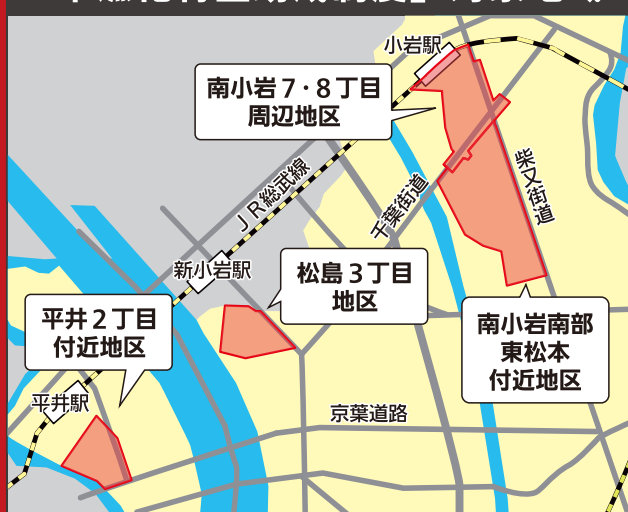 小岩駅
南小岩7・8丁目
周辺地区
柴又街道
JR総武線
千葉街道
新小岩駅
松島3丁目
地区
平井2丁目
付近地区
南小岩南部
東松本
付近地区
平井駅
京葉道路